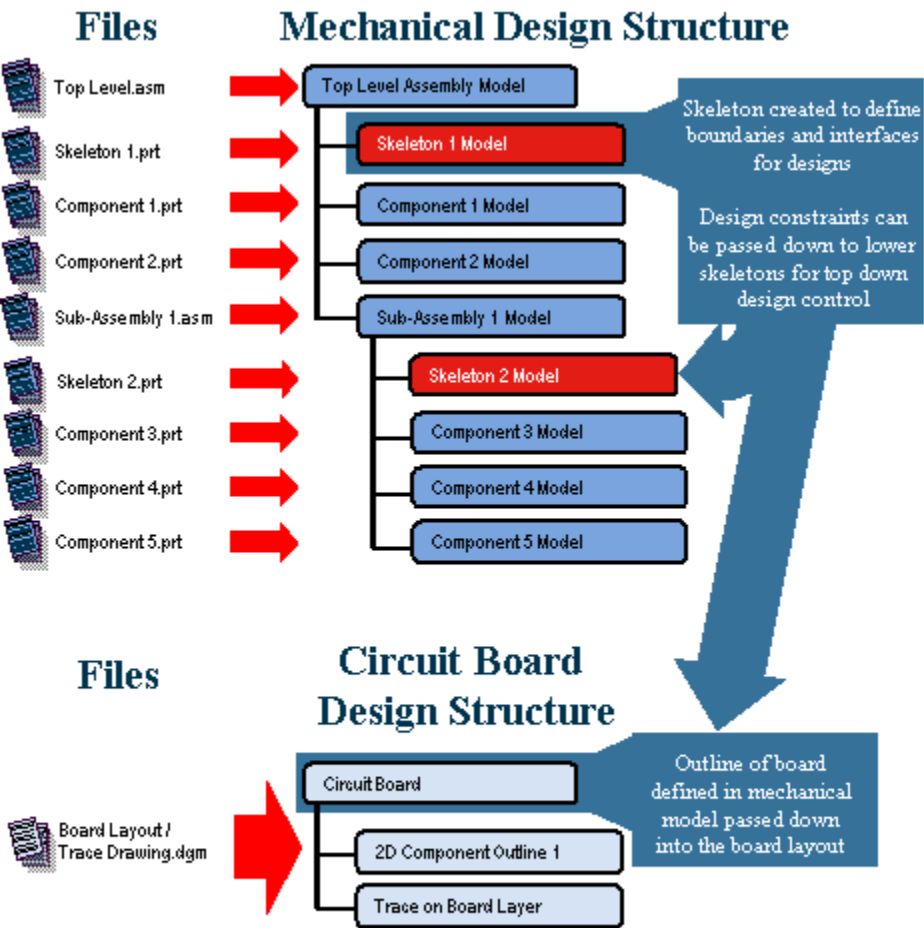 Files
Mechanical Design Structure
Top Level.asm
Top Level Assembly Model
Skeleton 1.prt
Skeleton 1 Model
Component 1.prt
Component 1 Model
Component 2.prt
Component 2 Model
Sub-Assembly 1.asm
Sub-Assembly 1 Model
Skeleton 2.prt
Skeleton 2 Model
Component 3.prt
Component 3 Model
Component 4.prt
Component 4 Model
Component 5.prt
Component 5 Model
Skeleton created to define
boundaries and interfaces
for designs
Design constraints can
be passed down to lower
skeletons for top down
design control
Files
Circuit Board
Design Structure
Board Layout /
Trace Drawing.dgm
Circuit Board
2D Component Outline 1
Trace on Board Layer
Outline of board
defined in mechanical
model passed down
into the board layout